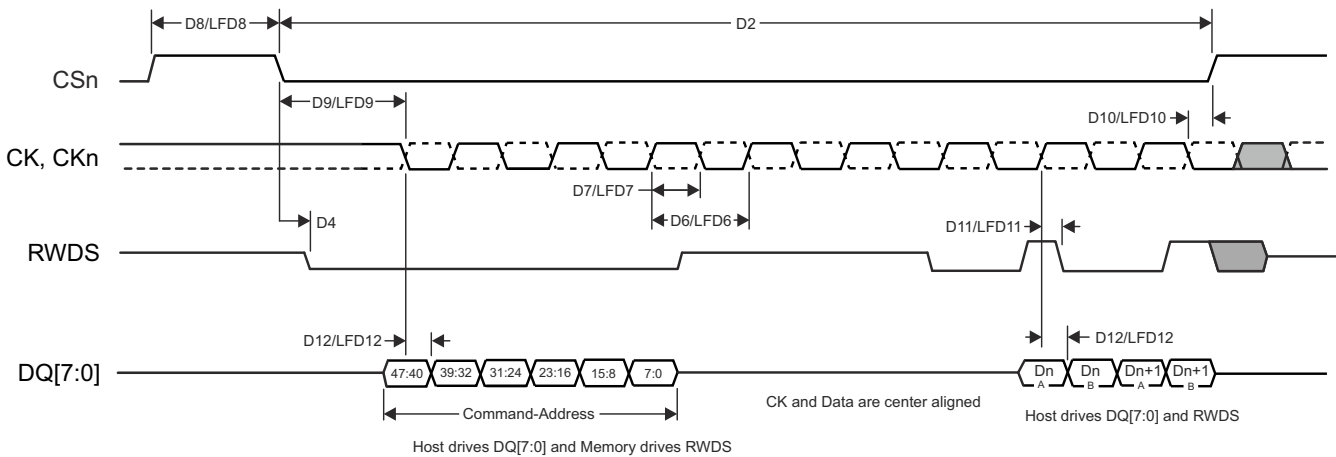 D8/LFD8
D2
CSn
D9/LFD9
D10/LFD10
CK, CKn
D7/LFD7
D4
D6/LFD6
D11/LFD11
RWDS
D12/LFD12
D12/LFD12
DQ[7:0]
47:40 39:32 31:24 23:16 15:8 7:0
Dn A Dn B Dn+1 A Dn+1 B
Command-Address
CK and Data are center aligned
Host drives DQ[7:0] and RWDS
Host drives DQ[7:0] and Memory drives RWDS